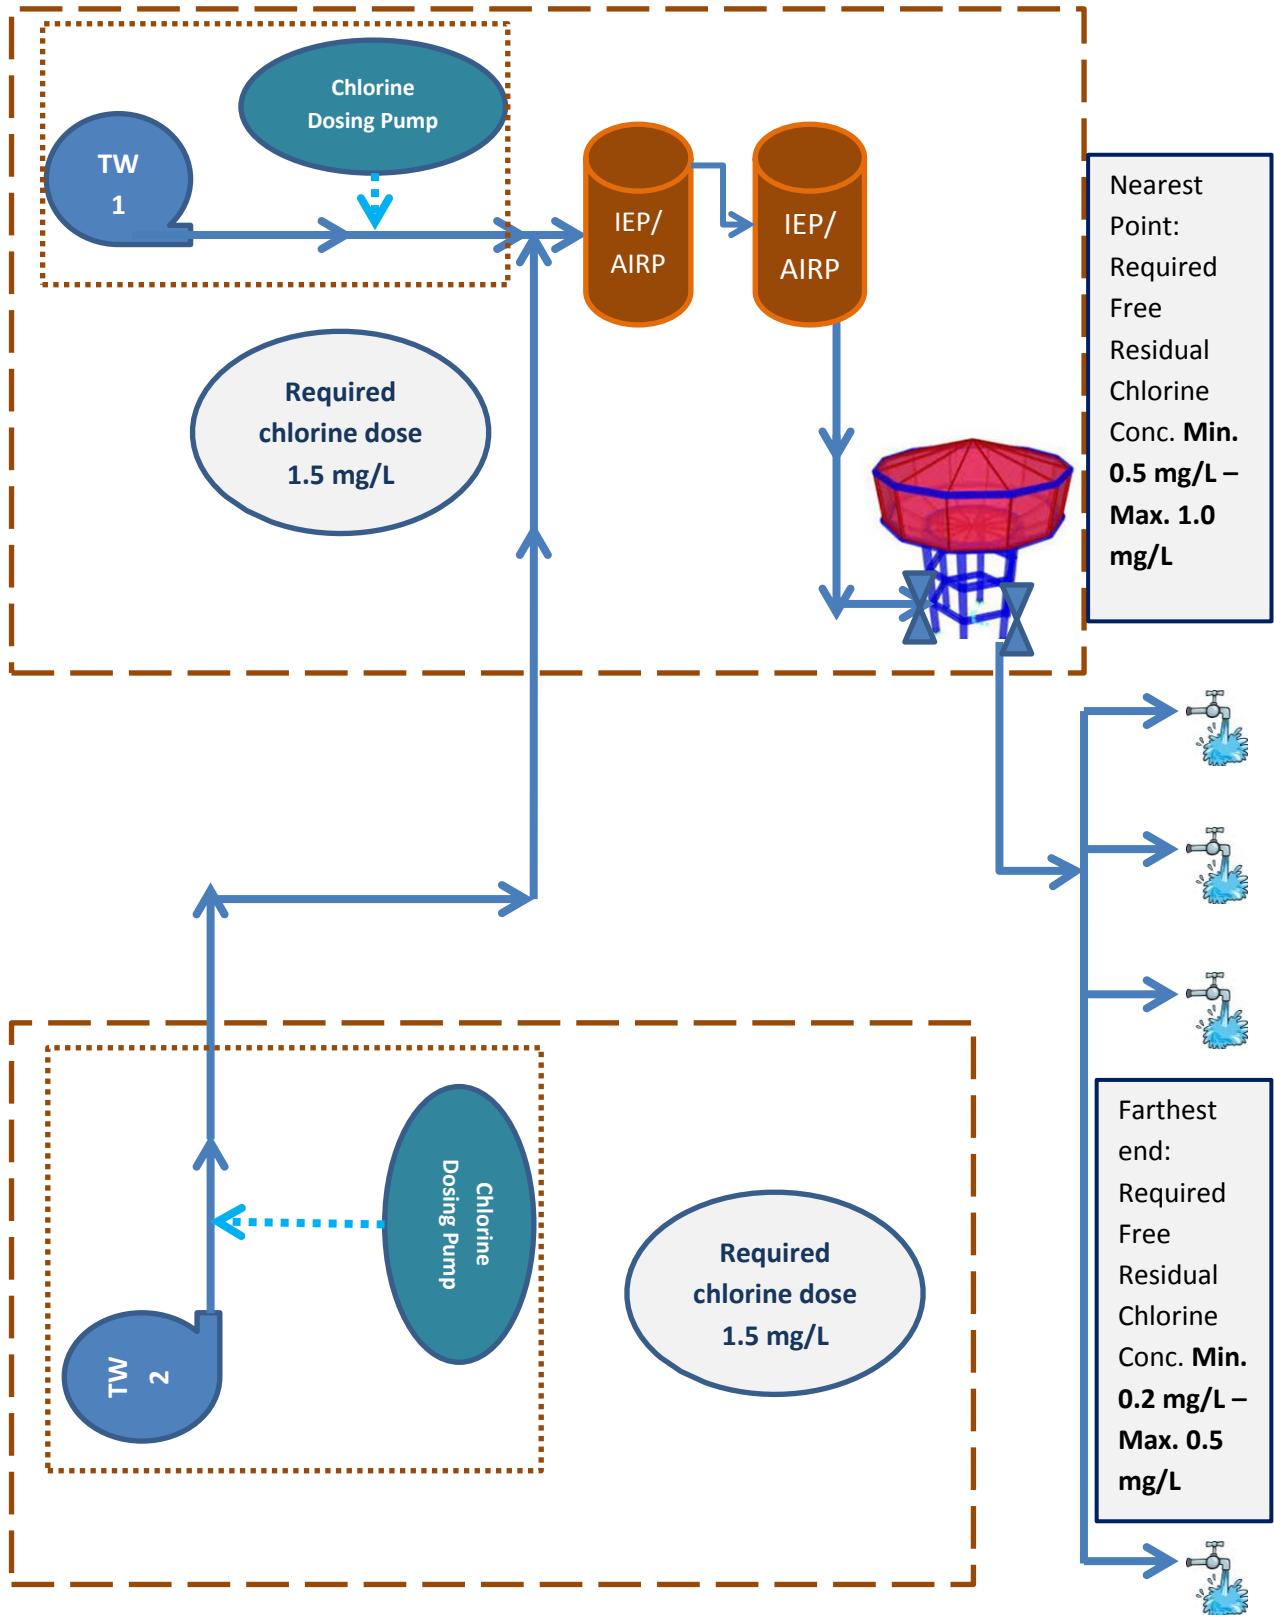 Chlorine
Dosing Pump
TW
1
IEP/
AIRP
IEP/
AIRP
Required
chlorine dose
1.5 mg/L
Nearest
Point:
Required
Free
Residual
Chlorine
Conc. Min.
0.5 mg/L –
Max. 1.0
mg/L
Chlorine
Dosing Pump
TW
2
Required
chlorine dose
1.5 mg/L
Farthest
end:
Required
Free
Residual
Chlorine
Conc. Min.
0.2 mg/L –
Max. 0.5
mg/L